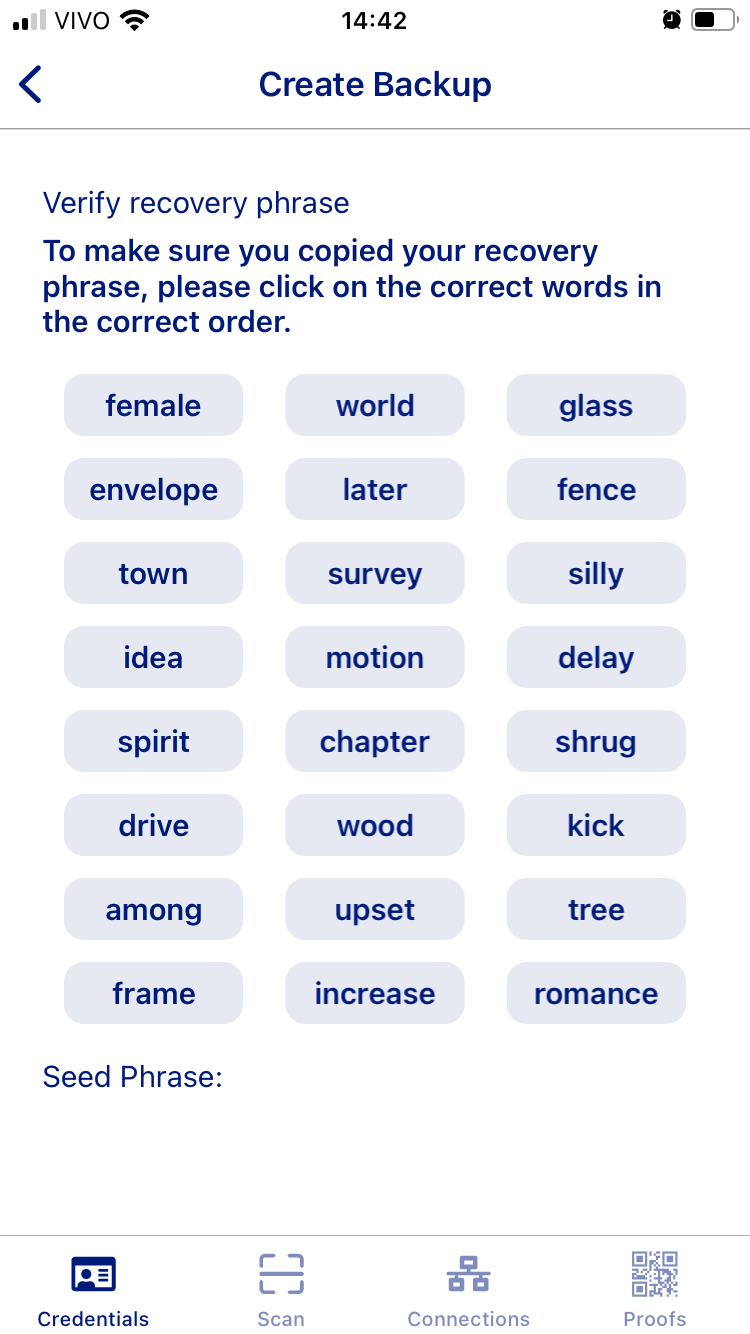 VIVO 14:42
Create Backup
Verify recovery phrase
To make sure you copied your recovery
phrase, please click on the correct words in
the correct order.
female world glass
envelope later fence
town survey silly
idea motion delay
spirit chapter shrug
drive wood kick
among upset tree
frame increase romance
Seed Phrase:
Credentials Scan Connections Proofs